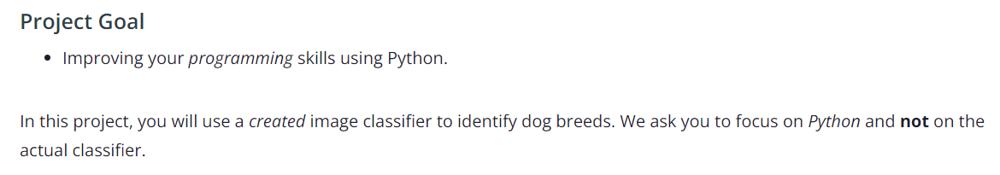 Project Goal
• Improving your programming skills using Python.
In this project, you will use a created image classifier to identify dog breeds. We ask you to focus on Python and not on the
actual classifier.